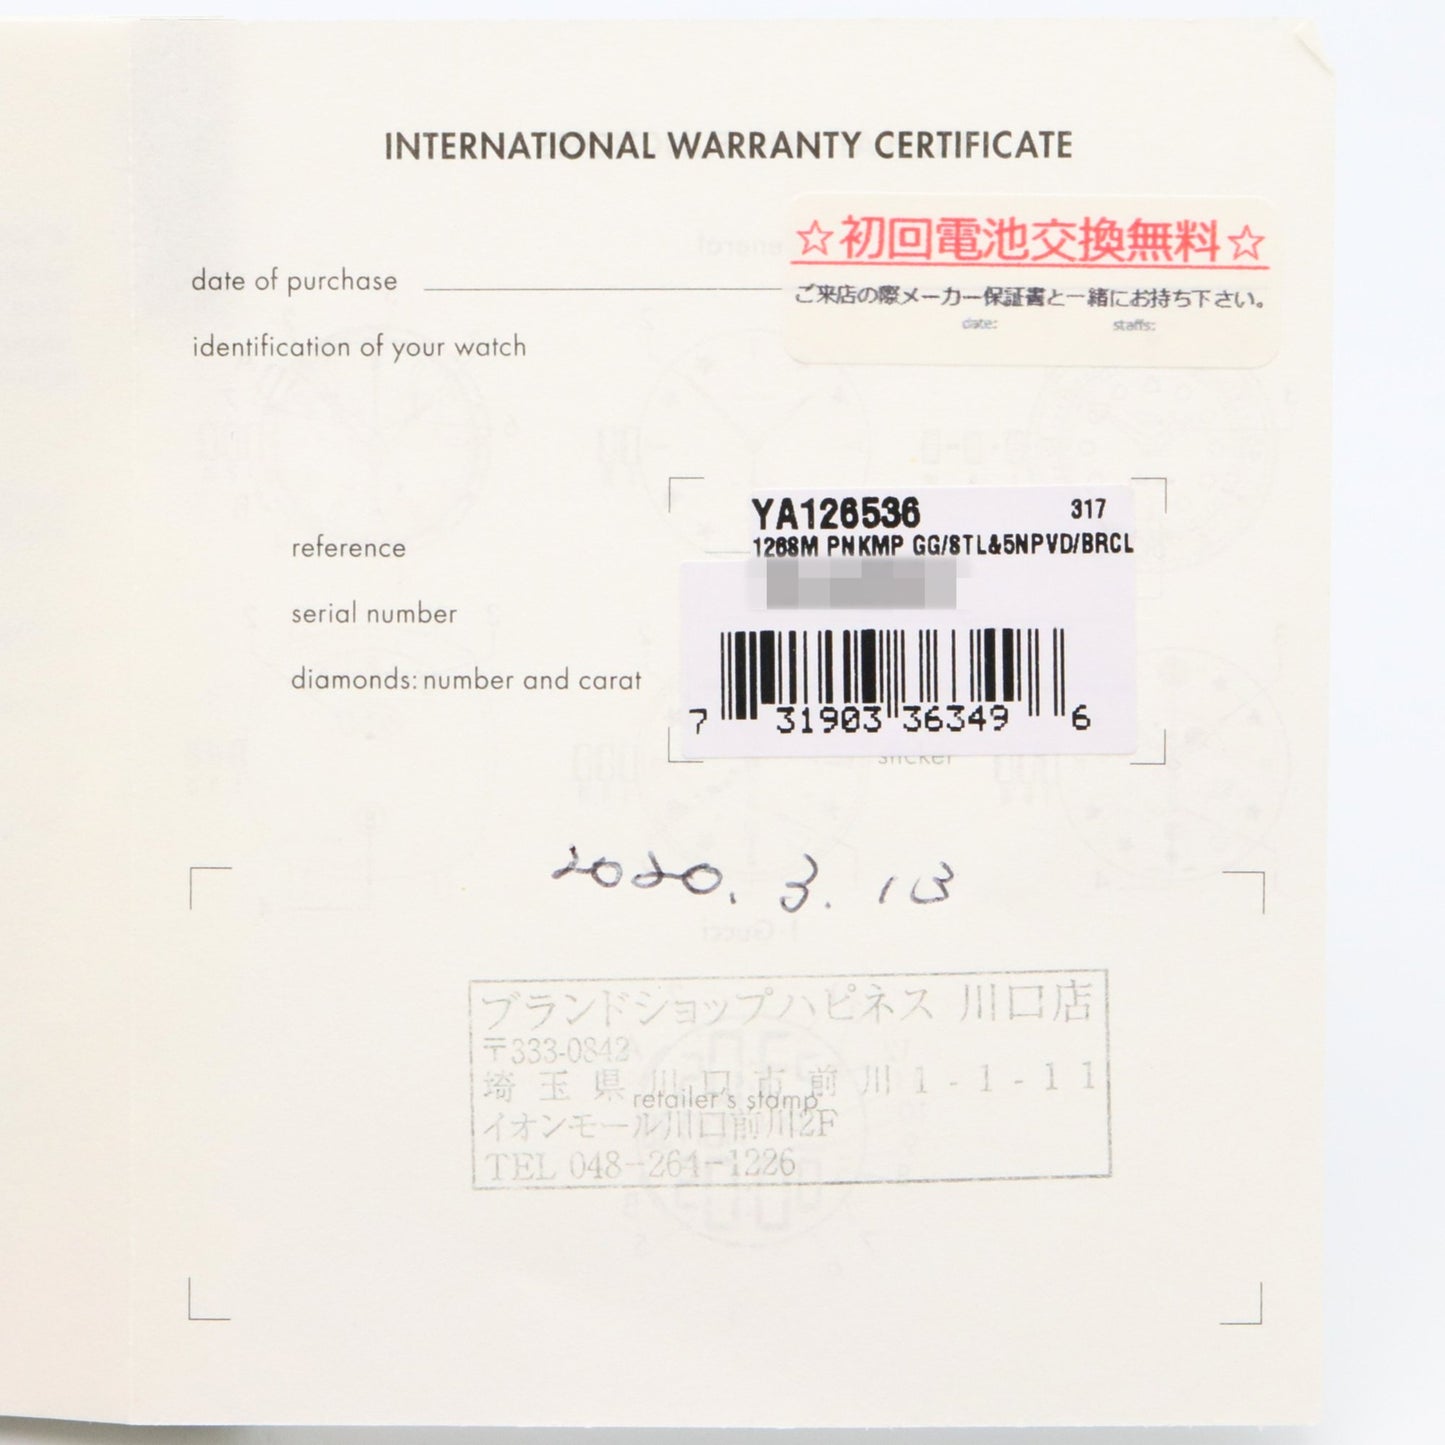 INTERNATIONAL WARRANTY CERTIFICATE
☆初回電池交換無料☆
ご来店の際メーカー保証書と一緒にお持ち下さい。
date: staffs:
date of purchase
identification of your watch
YA126536 317
126SM PNKMP GG/STL&5NPVD/BRCL
reference
serial number
diamonds: number and carat
7 31903 36349 6
sticker
2020. 3. 13
ブランドショップハピネス 川口店
〒333-0842
埼玉県川口市前川1-1-11
retailer's stamp
イオンモール川口前川2F
TEL 048-264-1226